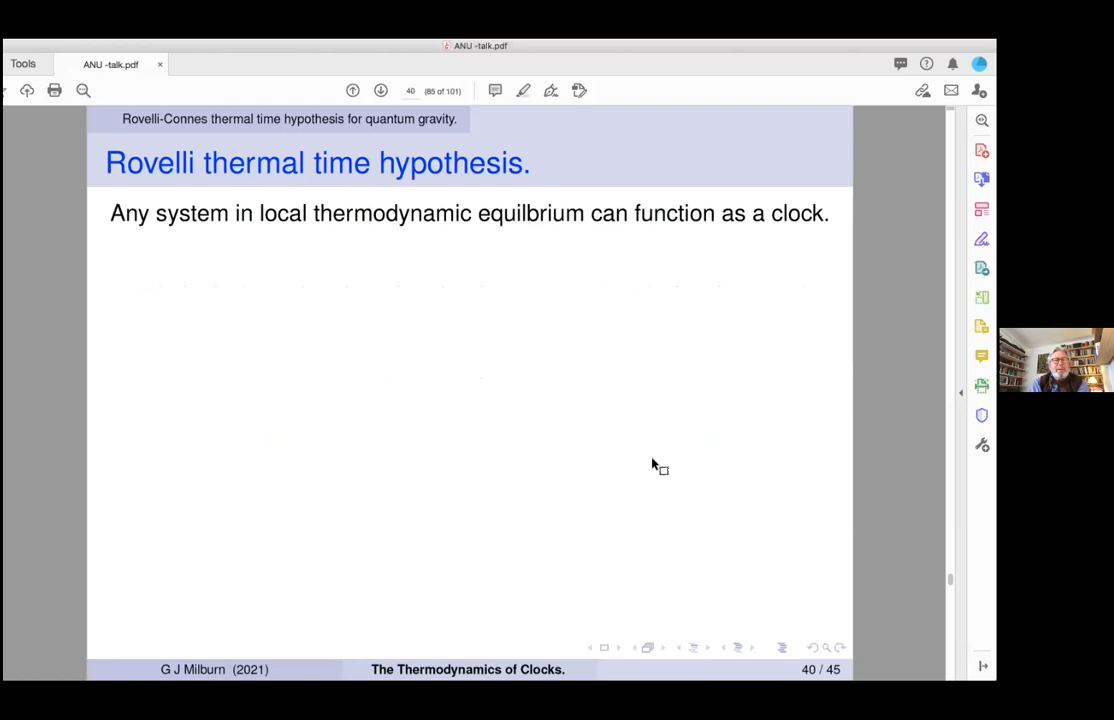 ANU -talk.pdf
Tools
ANU -talk.pdf ×
40 (85 of 101)
Rovelli-Connes thermal time hypothesis for quantum gravity.
Rovelli thermal time hypothesis.
Any system in local thermodynamic equilbrium can function as a clock.
G J Milburn (2021) The Thermodynamics of Clocks. 40 / 45